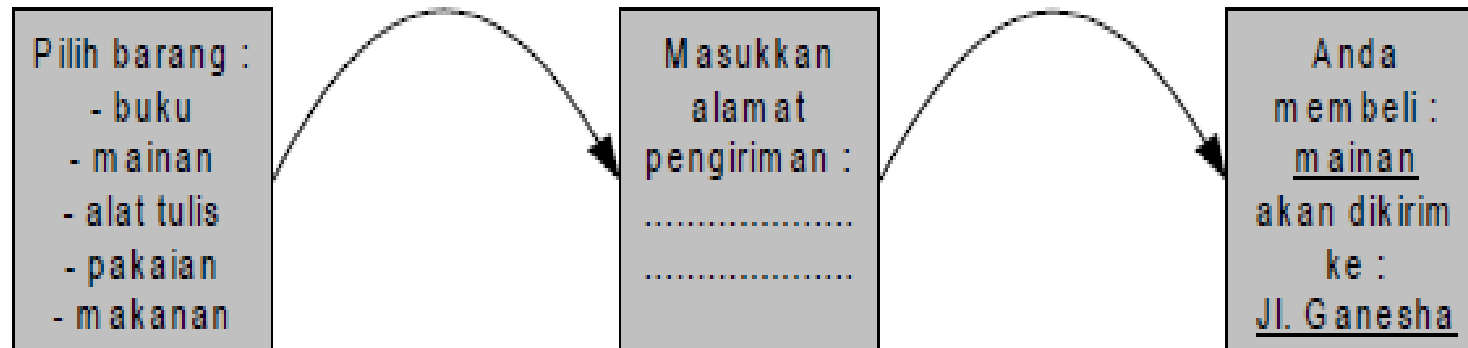 Pilih barang :
- buku
- mainan
- alat tulis
- pakaian
- makanan
Masukkan
alamat
pengiriman :
....................
....................
Anda
membeli :
mainan
akan dikirim
ke :
Jl. Ganesha